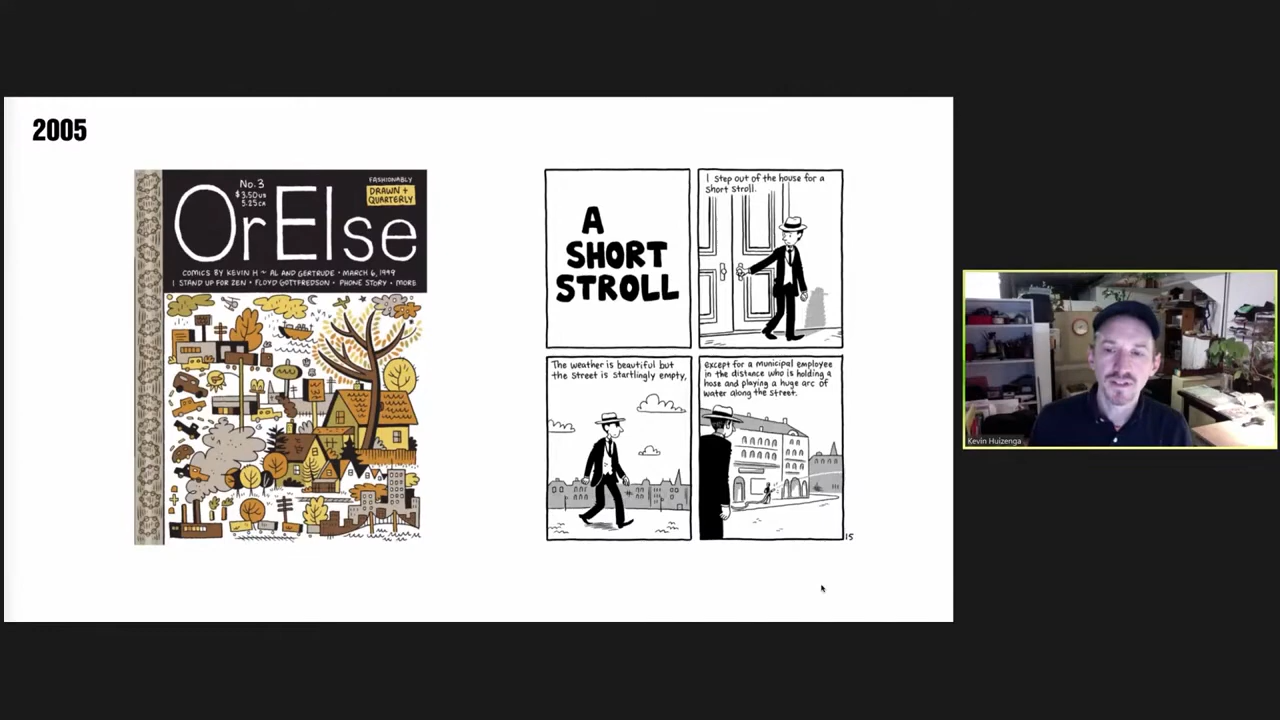 2005
No. 3
$3.50US
5.25CA
FASHIONABLY
DRAWN +
QUARTERLY
OrElse
COMICS BY KEVIN H ~ AL AND GERTRUDE • MARCH 6, 1999
I STAND UP FOR ZEN • FLOYD GOTTFREDSON • PHONE STORY • MORE
A
SHORT
STROLL
I step out of the house for a
short stroll.
The weather is beautiful but
the street is startlingly empty,
except for a municipal employee
in the distance who is holding a
hose and playing a huge arc of
water along the street.
15
Kevin Huizenga